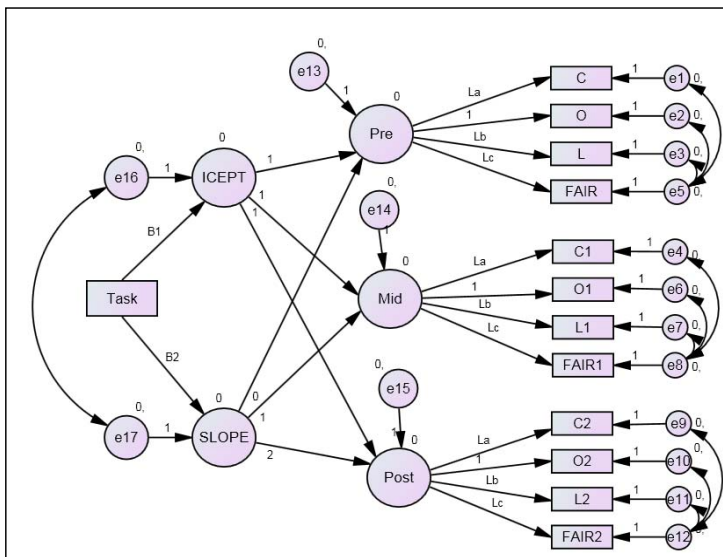 0,
e13
1
0
Pre
La
1
Lb
Lc
C
1
e1
0,
O
1
e2
0,
L
1
e3
0,
FAIR
1
e5
0,
0,
e16
1
0
ICEPT
1
1
1
0,
e14
1
0
Mid
La
1
Lb
Lc
C1
1
e4
0,
O1
1
e6
0,
L1
1
e7
0,
FAIR1
1
e8
0,
B1
Task
B2
0,
e17
1
0
SLOPE
0
1
2
0,
e15
1
0
Post
La
1
Lb
Lc
C2
1
e9
0,
O2
1
e10
0,
L2
1
e11
0,
FAIR2
1
e12
0,